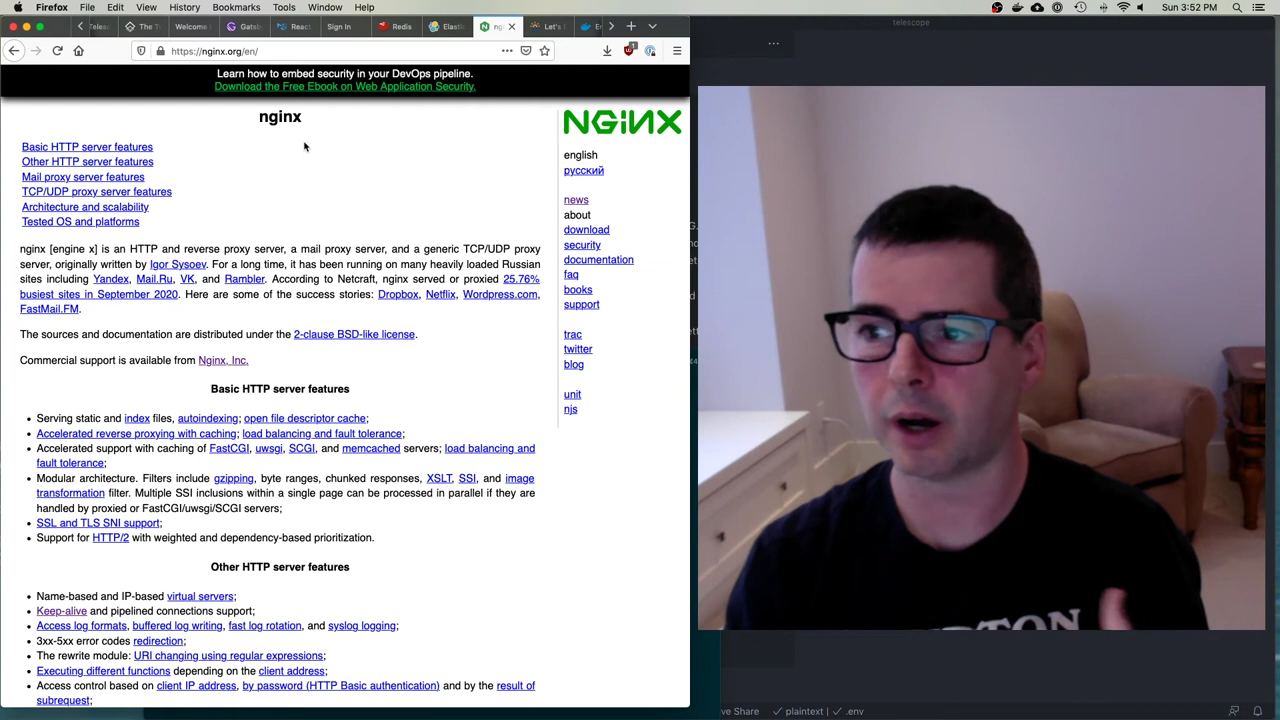 Firefox File Edit View History Bookmarks Tools Window Help
3:52 PM
Telesc
The T
Welcome
Gatsb
React
Sign In
Redis
Elastic
ng
Let's E
En
https://nginx.org/en/
telescope
Learn how to embed security in your DevOps pipeline.
Download the Free Ebook on Web Application Security.
nginx
NGiNX
Basic HTTP server features
Other HTTP server features
Mail proxy server features
TCP/UDP proxy server features
Architecture and scalability
Tested OS and platforms
english
русский
news
about
download
security
documentation
faq
books
support
trac
twitter
blog
unit
njs
nginx [engine x] is an HTTP and reverse proxy server, a mail proxy server, and a generic TCP/UDP proxy
server, originally written by Igor Sysoev. For a long time, it has been running on many heavily loaded Russian
sites including Yandex, Mail.Ru, VK, and Rambler. According to Netcraft, nginx served or proxied 25.76%
busiest sites in September 2020. Here are some of the success stories: Dropbox, Netflix, Wordpress.com,
FastMail.FM.
The sources and documentation are distributed under the 2-clause BSD-like license.
Commercial support is available from Nginx, Inc.
Basic HTTP server features
• Serving static and index files, autoindexing; open file descriptor cache;
• Accelerated reverse proxying with caching; load balancing and fault tolerance;
• Accelerated support with caching of FastCGI, uwsgi, SCGI, and memcached servers; load balancing and
fault tolerance;
• Modular architecture. Filters include gzipping, byte ranges, chunked responses, XSLT, SSI, and image
transformation filter. Multiple SSI inclusions within a single page can be processed in parallel if they are
handled by proxied or FastCGI/uwsgi/SCGI servers;
• SSL and TLS SNI support;
• Support for HTTP/2 with weighted and dependency-based prioritization.
Other HTTP server features
• Name-based and IP-based virtual servers;
• Keep-alive and pipelined connections support;
• Access log formats, buffered log writing, fast log rotation, and syslog logging;
• 3xx-5xx error codes redirection;
• The rewrite module: URI changing using regular expressions;
• Executing different functions depending on the client address;
• Access control based on client IP address, by password (HTTP Basic authentication) and by the result of
subrequest;
ve Share ✓ plaintext | ✓ .env